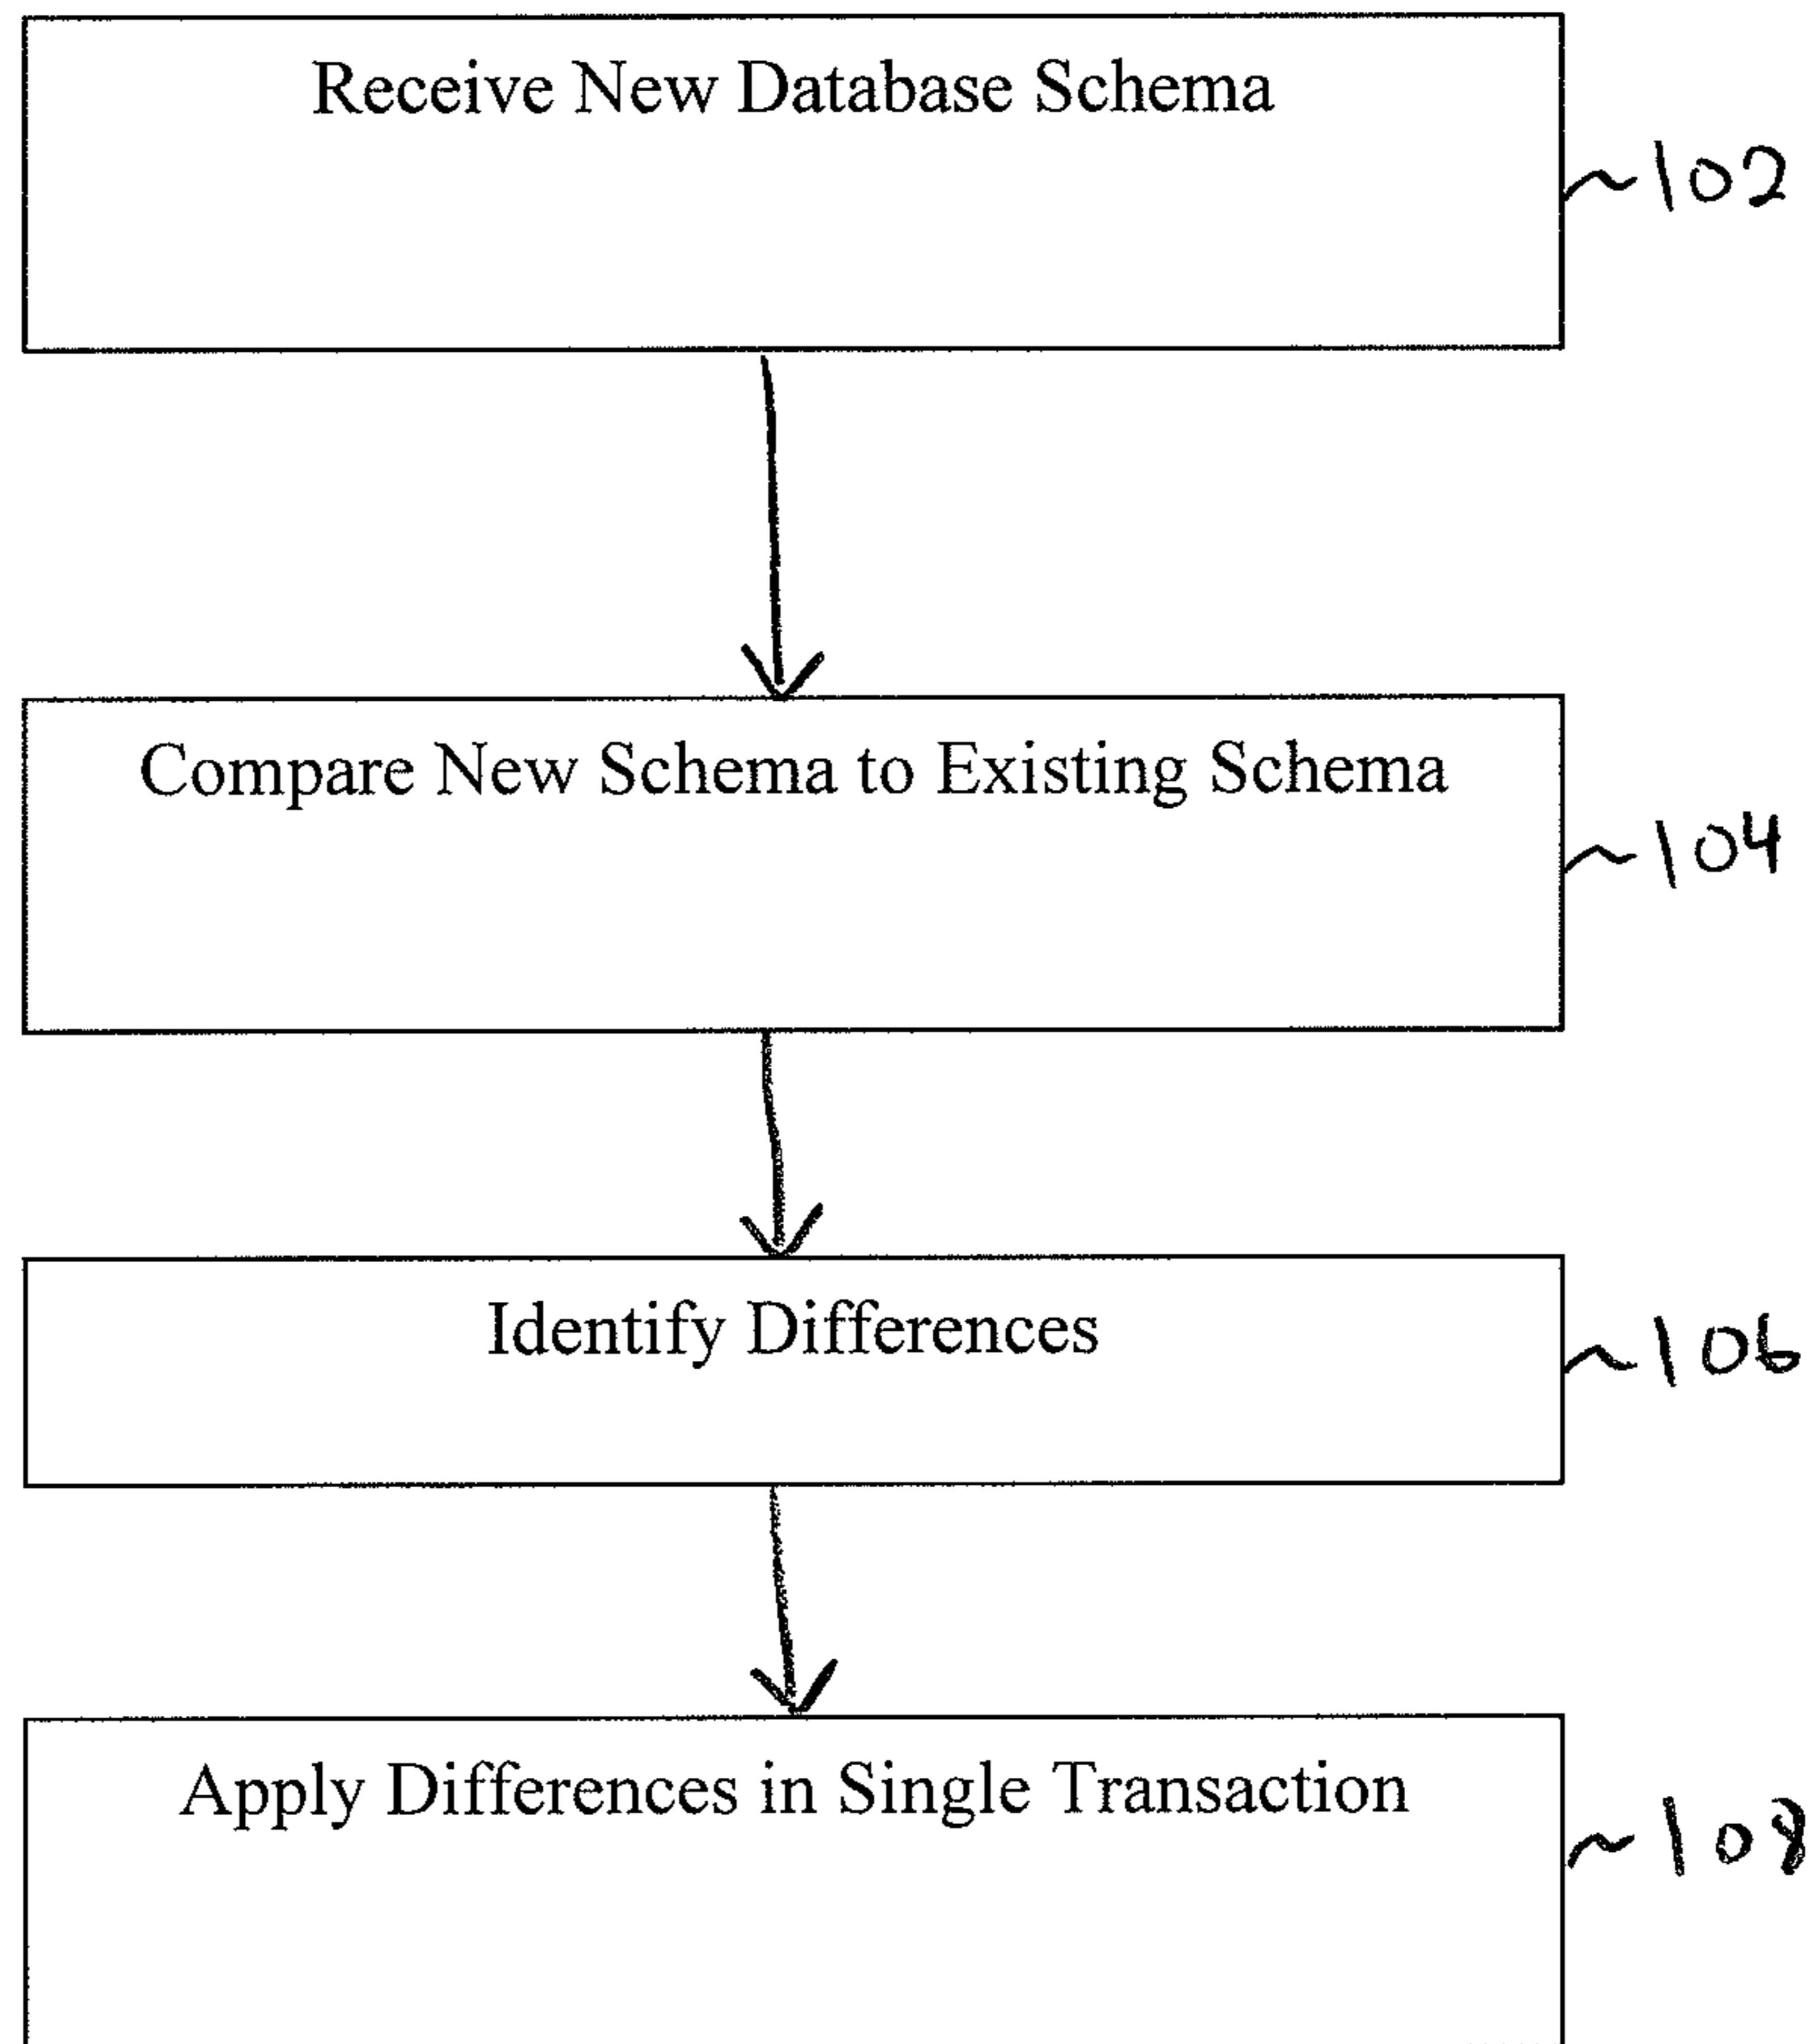 Receive New Database Schema
~102
Compare New Schema to Existing Schema
~104
Identify Differences
~106
Apply Differences in Single Transaction
~108